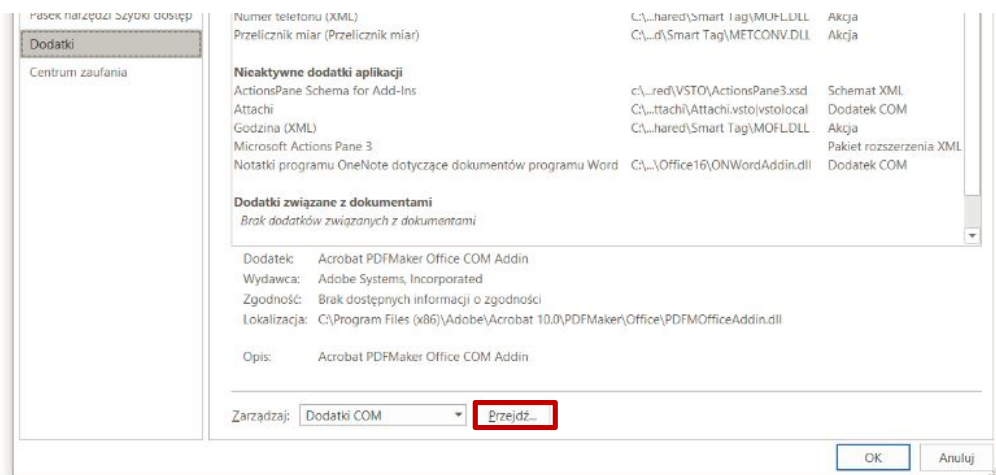 Pasek narzędzi Szybki dostęp
Dodatki
Centrum zaufania
Numer telefonu (XML) C:\...hared\Smart Tag\MOFL.DLL Akcja
Przelicznik miar (Przelicznik miar) C:\...d\Smart Tag\METCONV.DLL Akcja
Nieaktywne dodatki aplikacji
ActionsPane Schema for Add-Ins c:\...red\VSTO\ActionsPane3.xsd Schemat XML
Attachi C:\...ttachi\Attachi.vsto|vstolocal Dodatek COM
Godzina (XML) C:\...hared\Smart Tag\MOFL.DLL Akcja
Microsoft Actions Pane 3 Pakiet rozszerzenia XML
Notatki programu OneNote dotyczące dokumentów programu Word C:\...\Office16\ONWordAddin.dll Dodatek COM
Dodatki związane z dokumentami
Brak dodatków związanych z dokumentami
Dodatek: Acrobat PDFMaker Office COM Addin
Wydawca: Adobe Systems, Incorporated
Zgodność: Brak dostępnych informacji o zgodności
Lokalizacja: C:\Program Files (x86)\Adobe\Acrobat 10.0\PDFMaker\Office\PDFMOfficeAddin.dll
Opis: Acrobat PDFMaker Office COM Addin
Zarządzaj: Dodatki COM Przejdź...
OK Anuluj